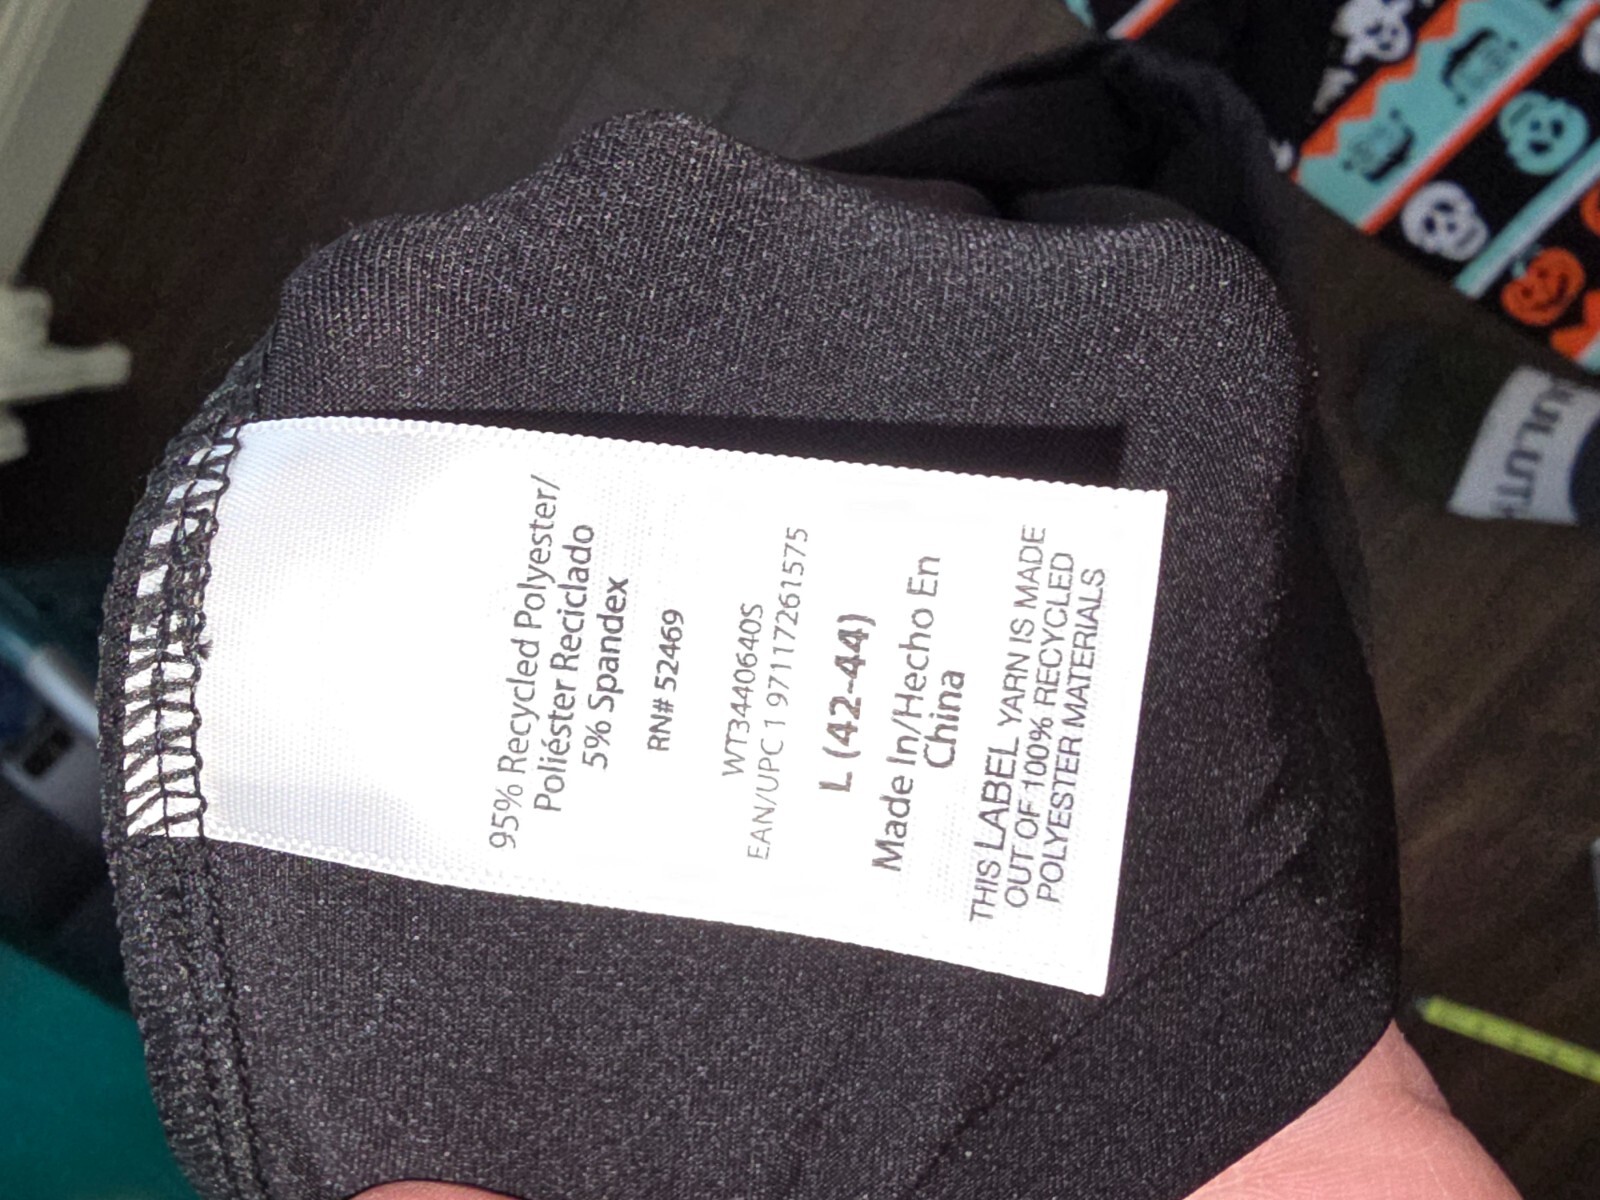 95% Recycled Polyester/
Poliéster Reciclado
5% Spandex
RN# 52469
WT3440640S
EAN/UPC 1 97117261575
L (42-44)
Made In/Hecho En
China
THIS LABEL YARN IS MADE
OUT OF 100% RECYCLED
POLYESTER MATERIALS